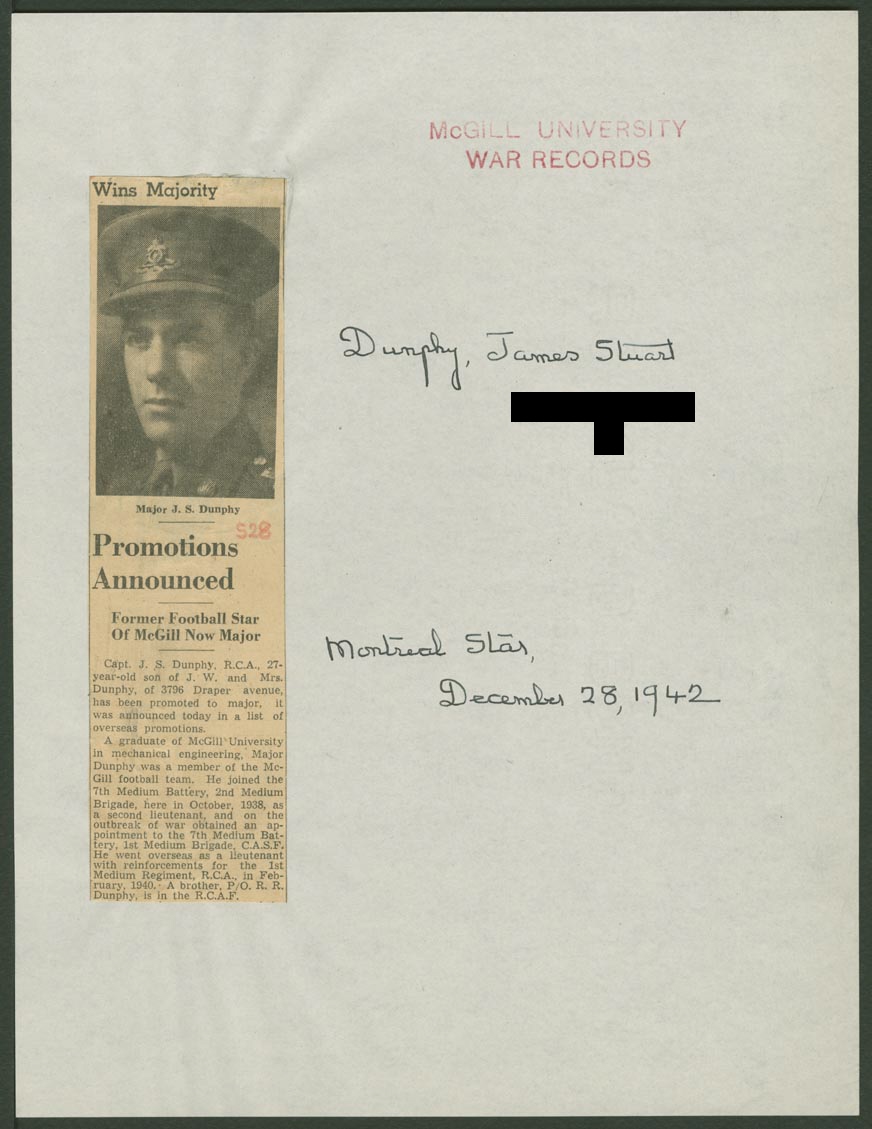 McGILL UNIVERSITY
WAR RECORDS
Wins Majority
Major J. S. Dunphy
S28
Promotions
Announced
Former Football Star
Of McGill Now Major
Capt. J. S. Dunphy, R.C.A., 27-
year-old son of J. W. and Mrs.
Dunphy, of 3796 Draper avenue,
has been promoted to major, it
was announced today in a list of
overseas promotions.
A graduate of McGill University
in mechanical engineering, Major
Dunphy was a member of the Mc-
Gill football team. He joined the
7th Medium Battery, 2nd Medium
Brigade, here in October, 1938, as
a second lieutenant, and on the
outbreak of war obtained an ap-
pointment to the 7th Medium Bat-
tery, 1st Medium Brigade, C.A.S.F.
He went overseas as a lieutenant
with reinforcements for the 1st
Medium Regiment, R.C.A., in Feb-
ruary, 1940. A brother, P/O. R. R.
Dunphy, is in the R.C.A.F.
Dunphy, James Stuart
Montreal Star,
December 28, 1942